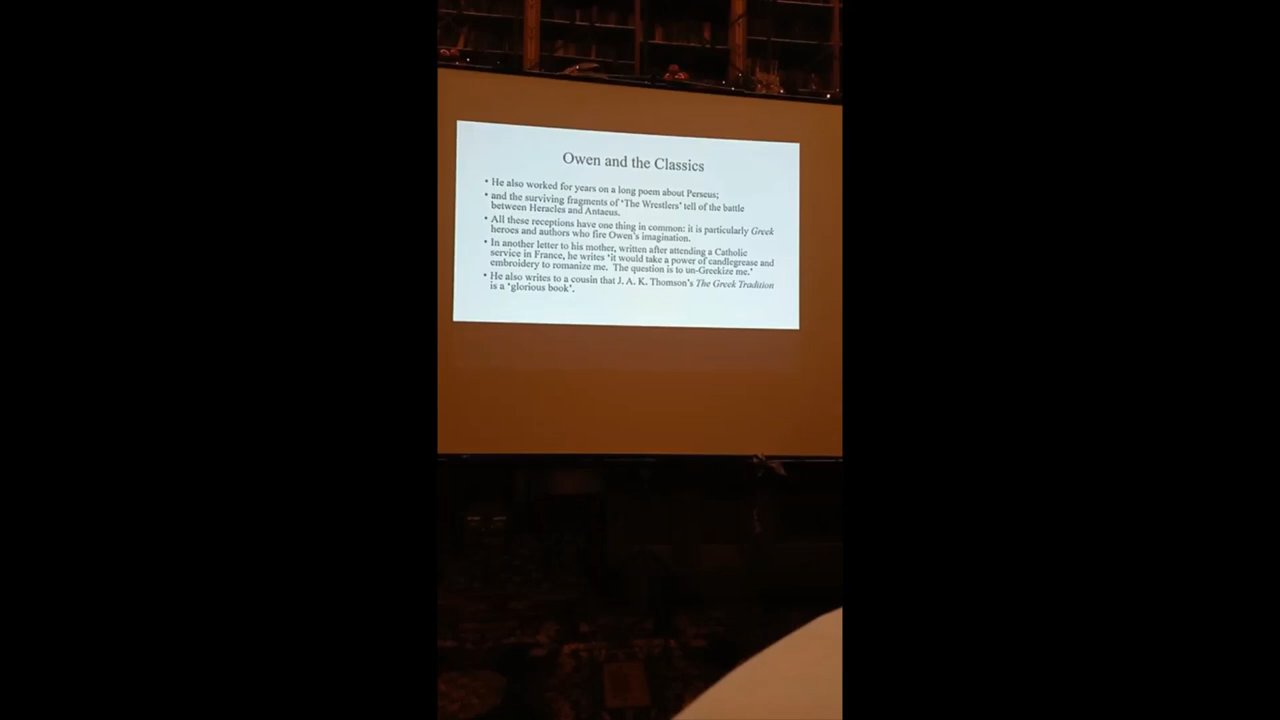 Owen and the Classics
• He also worked for years on a long poem about Perseus;
• and the surviving fragments of 'The Wrestlers' tell of the battle
between Heracles and Antaeus.
• All these receptions have one thing in common: it is particularly Greek
heroes and authors who fire Owen's imagination.
• In another letter to his mother, written after attending a Catholic
service in France, he writes 'it would take a power of candlegrease and
embroidery to romanize me. The question is to un-Greekize me.'
• He also writes to a cousin that J. A. K. Thomson's The Greek Tradition
is a 'glorious book'.